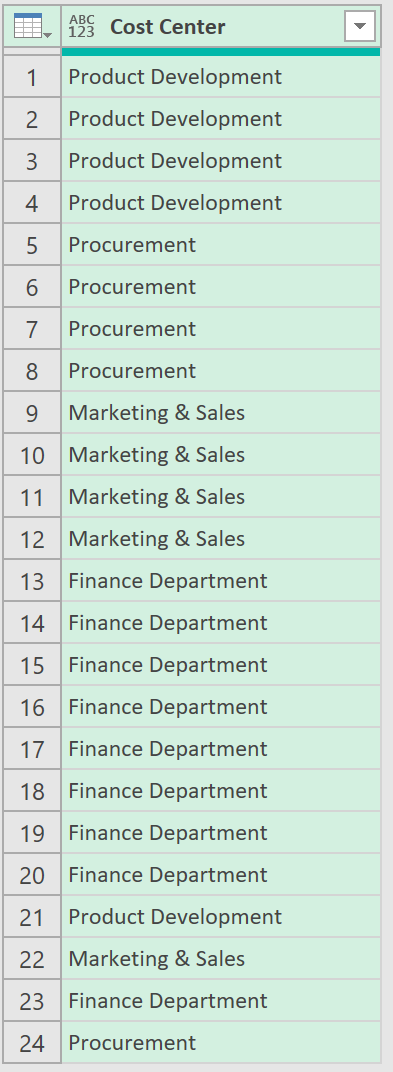 ABC 123 Cost Center
1 Product Development
2 Product Development
3 Product Development
4 Product Development
5 Procurement
6 Procurement
7 Procurement
8 Procurement
9 Marketing & Sales
10 Marketing & Sales
11 Marketing & Sales
12 Marketing & Sales
13 Finance Department
14 Finance Department
15 Finance Department
16 Finance Department
17 Finance Department
18 Finance Department
19 Finance Department
20 Finance Department
21 Product Development
22 Marketing & Sales
23 Finance Department
24 Procurement